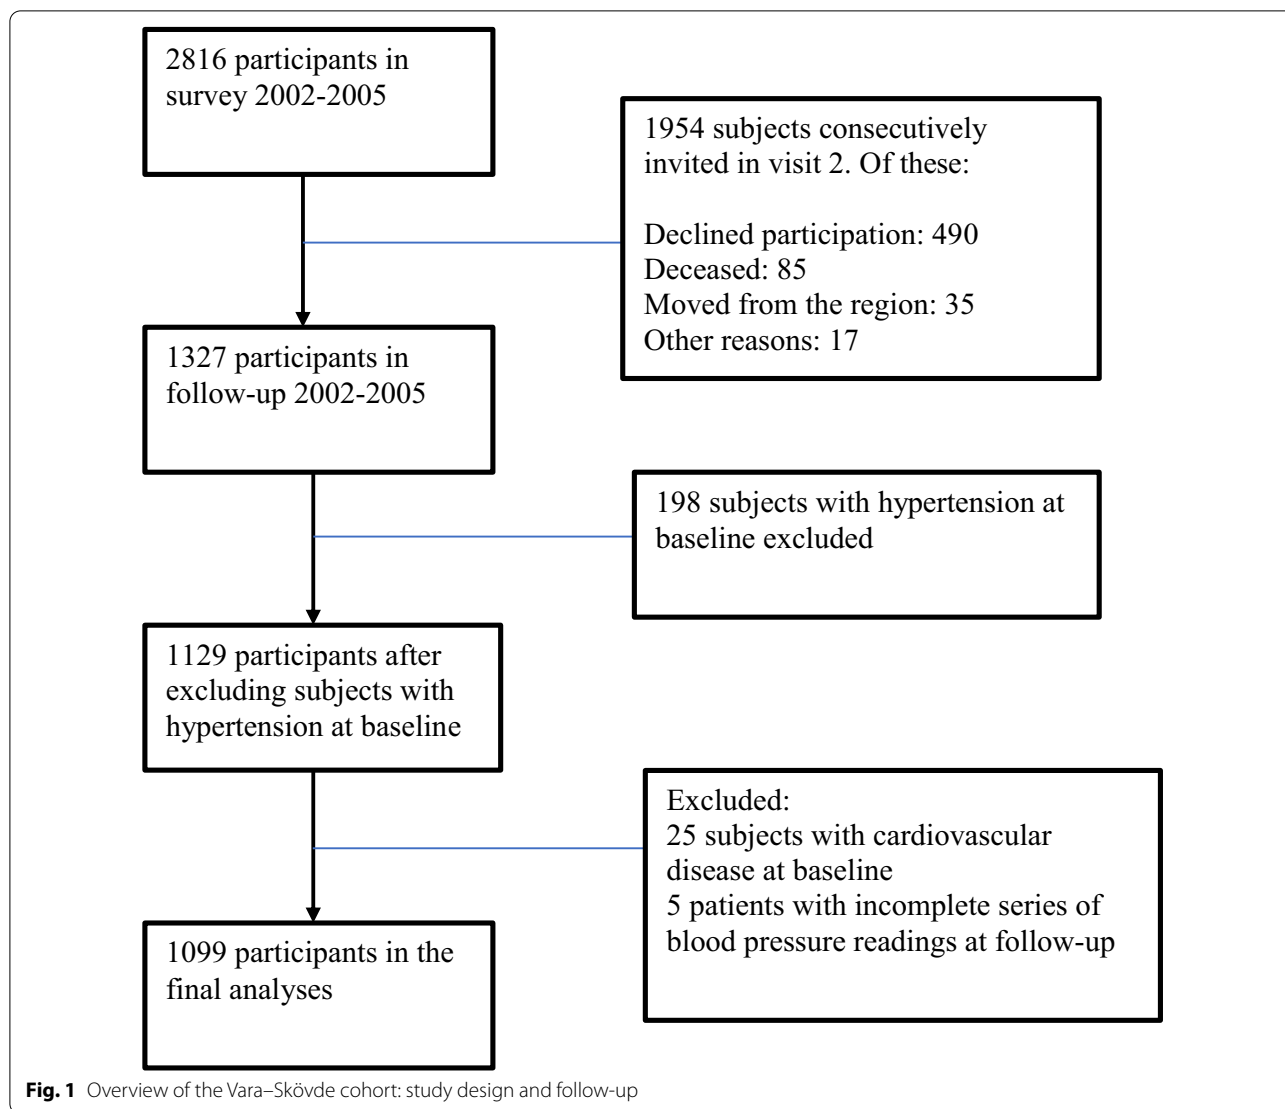 2816 participants in
survey 2002-2005
1954 subjects consecutively
invited in visit 2. Of these:
Declined participation: 490
Deceased: 85
Moved from the region: 35
Other reasons: 17
1327 participants in
follow-up 2002-2005
198 subjects with hypertension at
baseline excluded
1129 participants after
excluding subjects with
hypertension at baseline
Excluded:
25 subjects with cardiovascular
disease at baseline
5 patients with incomplete series of
blood pressure readings at follow-up
1099 participants in the
final analyses
Fig. 1 Overview of the Vara–Skövde cohort: study design and follow-up